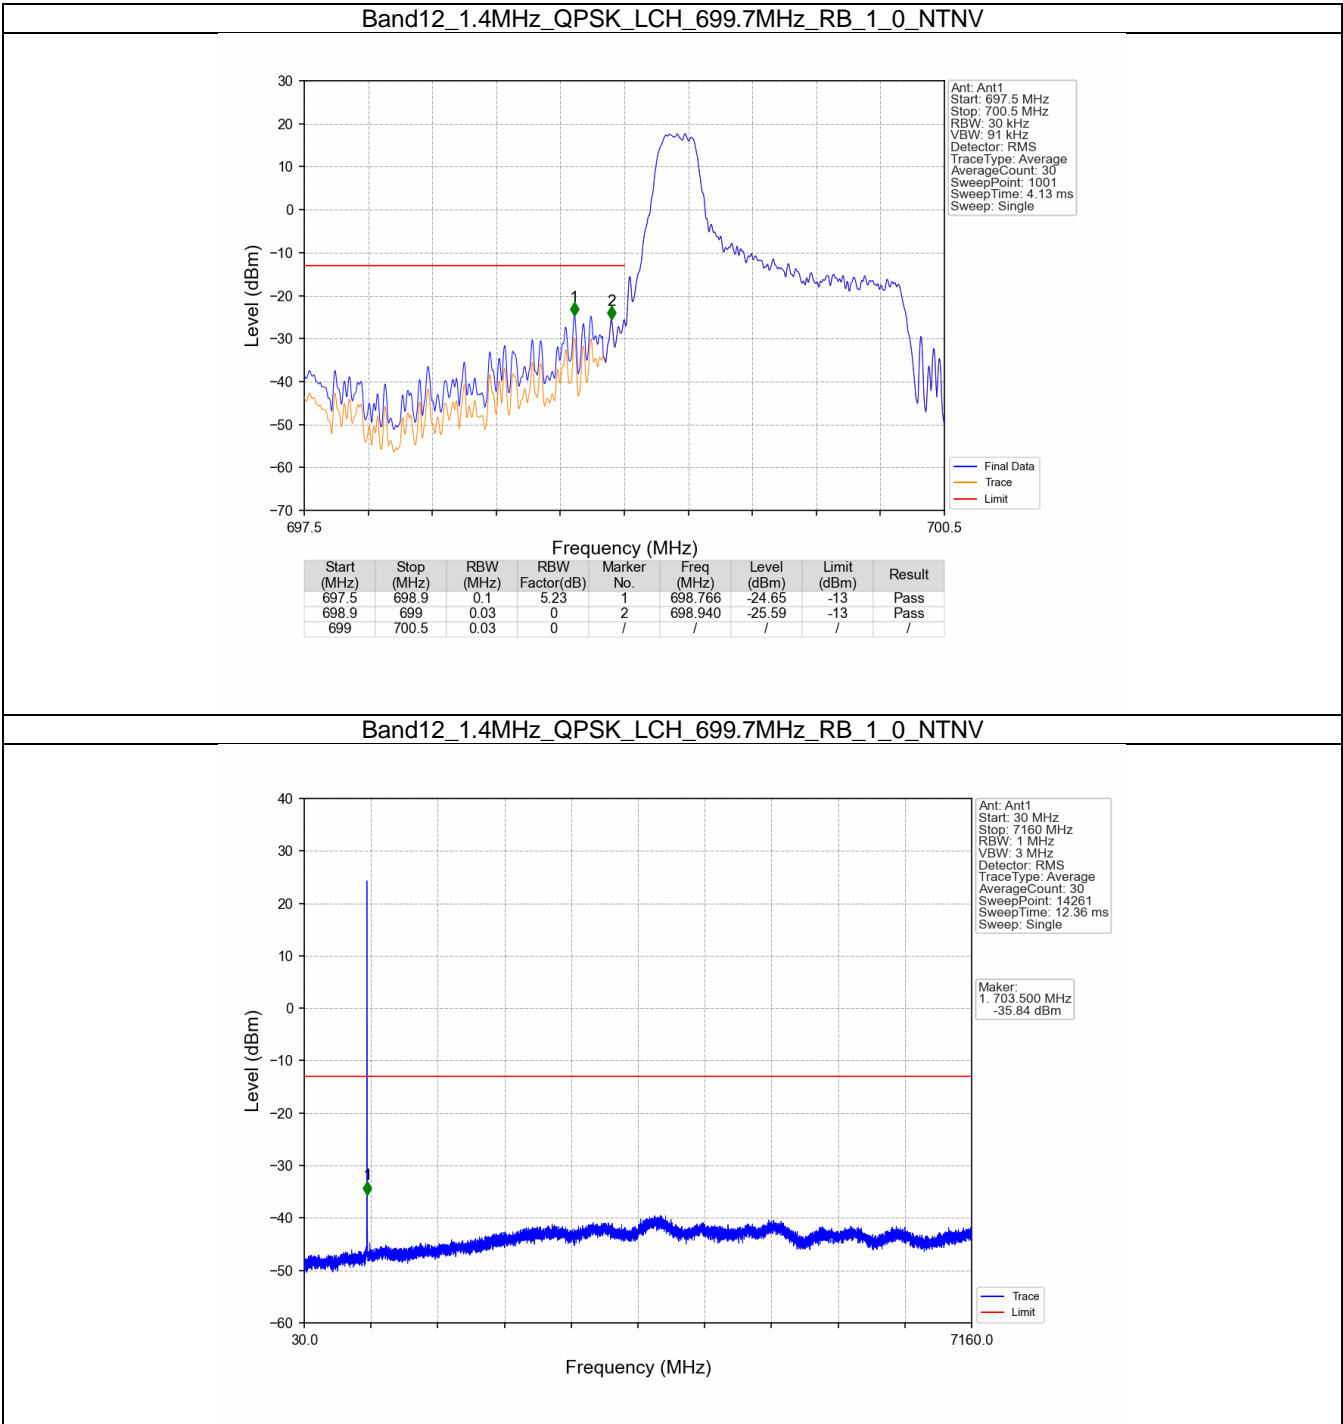 Band12_1.4MHz_QPSK_LCH_699.7MHz_RB_1_0_NTNV
30
20
10
0
−10
−20
−30
−40
−50
−60
−70
Level (dBm)
1
2
697.5
700.5
Frequency (MHz)
Ant: Ant1
Start: 697.5 MHz
Stop: 700.5 MHz
RBW: 30 kHz
VBW: 91 kHz
Detector: RMS
TraceType: Average
AverageCount: 30
SweepPoint: 1001
SweepTime: 4.13 ms
Sweep: Single
Final Data
Trace
Limit
Start (MHz) Stop (MHz) RBW (MHz) RBW Factor(dB) Marker No. Freq (MHz) Level (dBm) Limit (dBm) Result
697.5 698.9 0.1 5.23 1 698.766 -24.65 -13 Pass
698.9 699 0.03 0 2 698.940 -25.59 -13 Pass
699 700.5 0.03 0 / / / / /
Band12_1.4MHz_QPSK_LCH_699.7MHz_RB_1_0_NTNV
40
30
20
10
0
−10
−20
−30
−40
−50
−60
Level (dBm)
1
30.0
7160.0
Frequency (MHz)
Ant: Ant1
Start: 30 MHz
Stop: 7160 MHz
RBW: 1 MHz
VBW: 3 MHz
Detector: RMS
TraceType: Average
AverageCount: 30
SweepPoint: 14261
SweepTime: 12.36 ms
Sweep: Single
Maker:
1. 703.500 MHz
-35.84 dBm
Trace
Limit